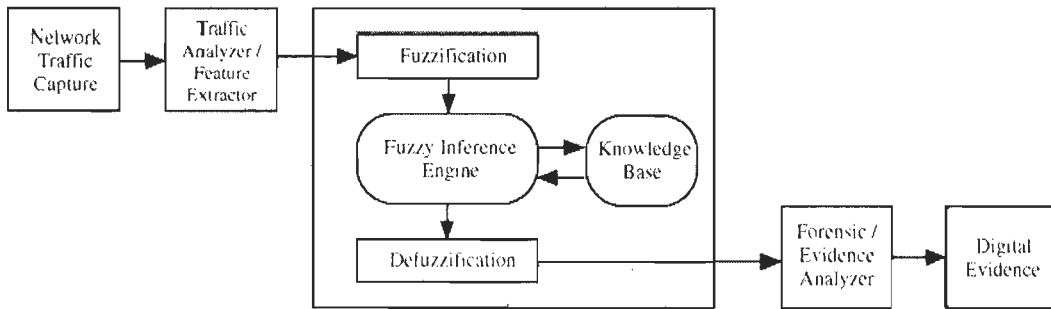 Network
Traffic
Capture
Traffic
Analyzer /
Feature
Extractor
Fuzzification
Fuzzy Inference
Engine
Knowledge
Base
Defuzzification
Forensic /
Evidence
Analyzer
Digital
Evidence